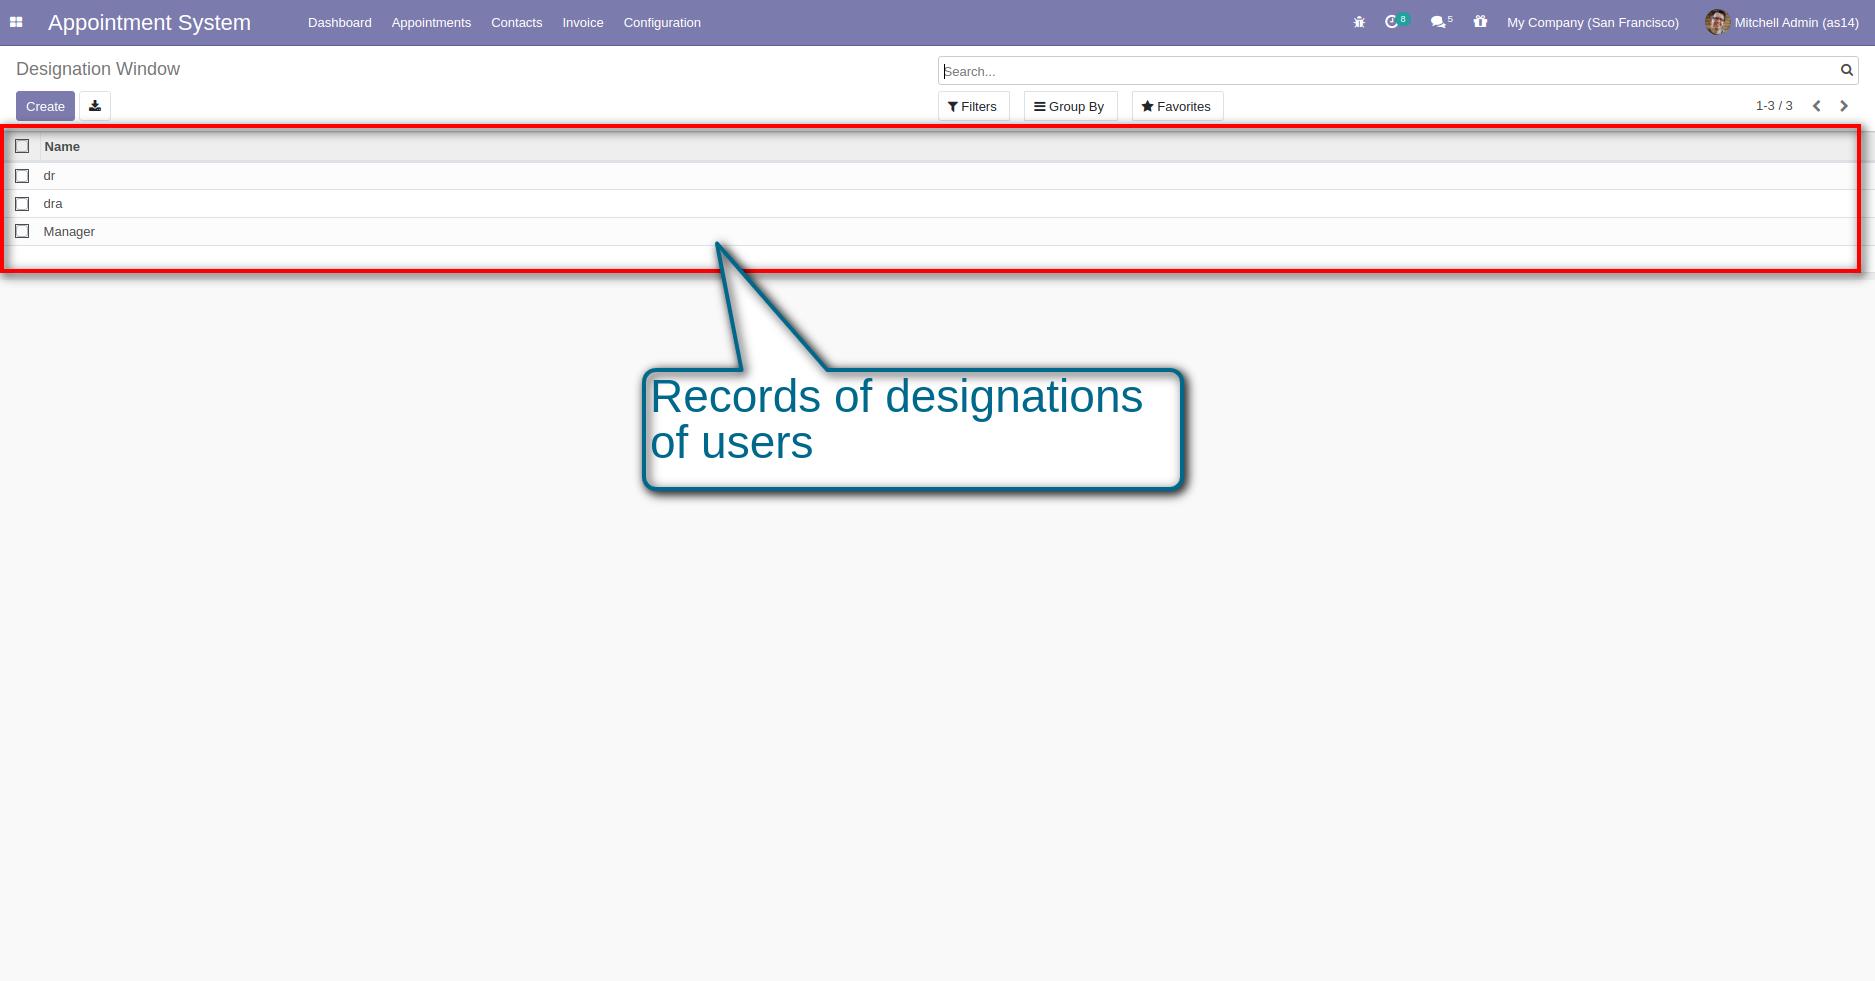 Appointment System Dashboard Appointments Contacts Invoice Configuration 8 5 My Company (San Francisco) Mitchell Admin (as14)
Designation Window
Search...
Create
Filters Group By Favorites 1-3 / 3
Name
dr
dra
Manager
Records of designations
of users